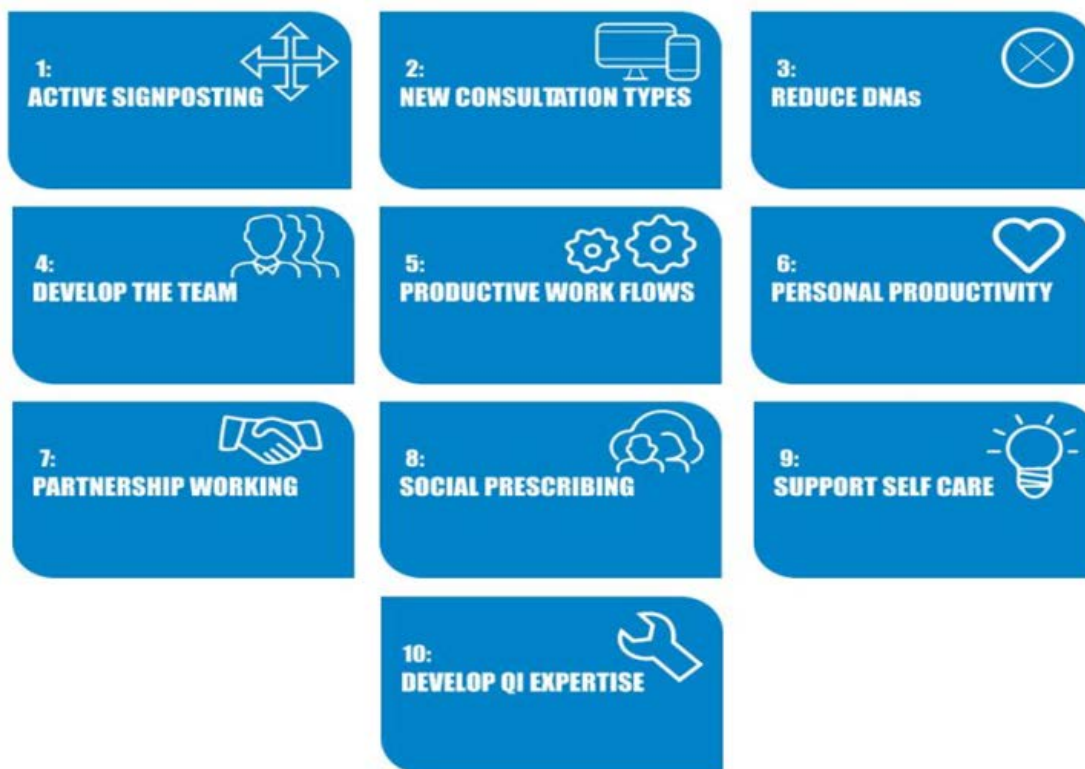 1:
ACTIVE SIGNPOSTING
2:
NEW CONSULTATION TYPES
3:
REDUCE DNAs
4:
DEVELOP THE TEAM
5:
PRODUCTIVE WORK FLOWS
6:
PERSONAL PRODUCTIVITY
7:
PARTNERSHIP WORKING
8:
SOCIAL PRESCRIBING
9:
SUPPORT SELF CARE
10:
DEVELOP QI EXPERTISE